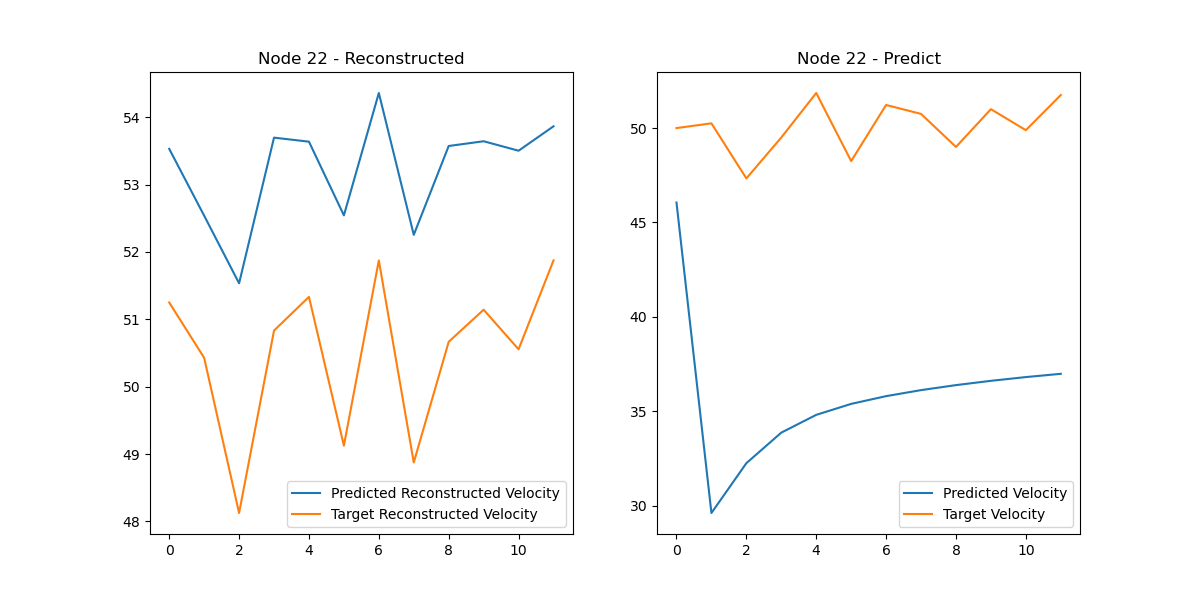 Node 22 - Reconstructed
54
53
52
51
50
49
48
0 2 4 6 8 10
Predicted Reconstructed Velocity
Target Reconstructed Velocity
Node 22 - Predict
50
45
40
35
30
0 2 4 6 8 10
Predicted Velocity
Target Velocity